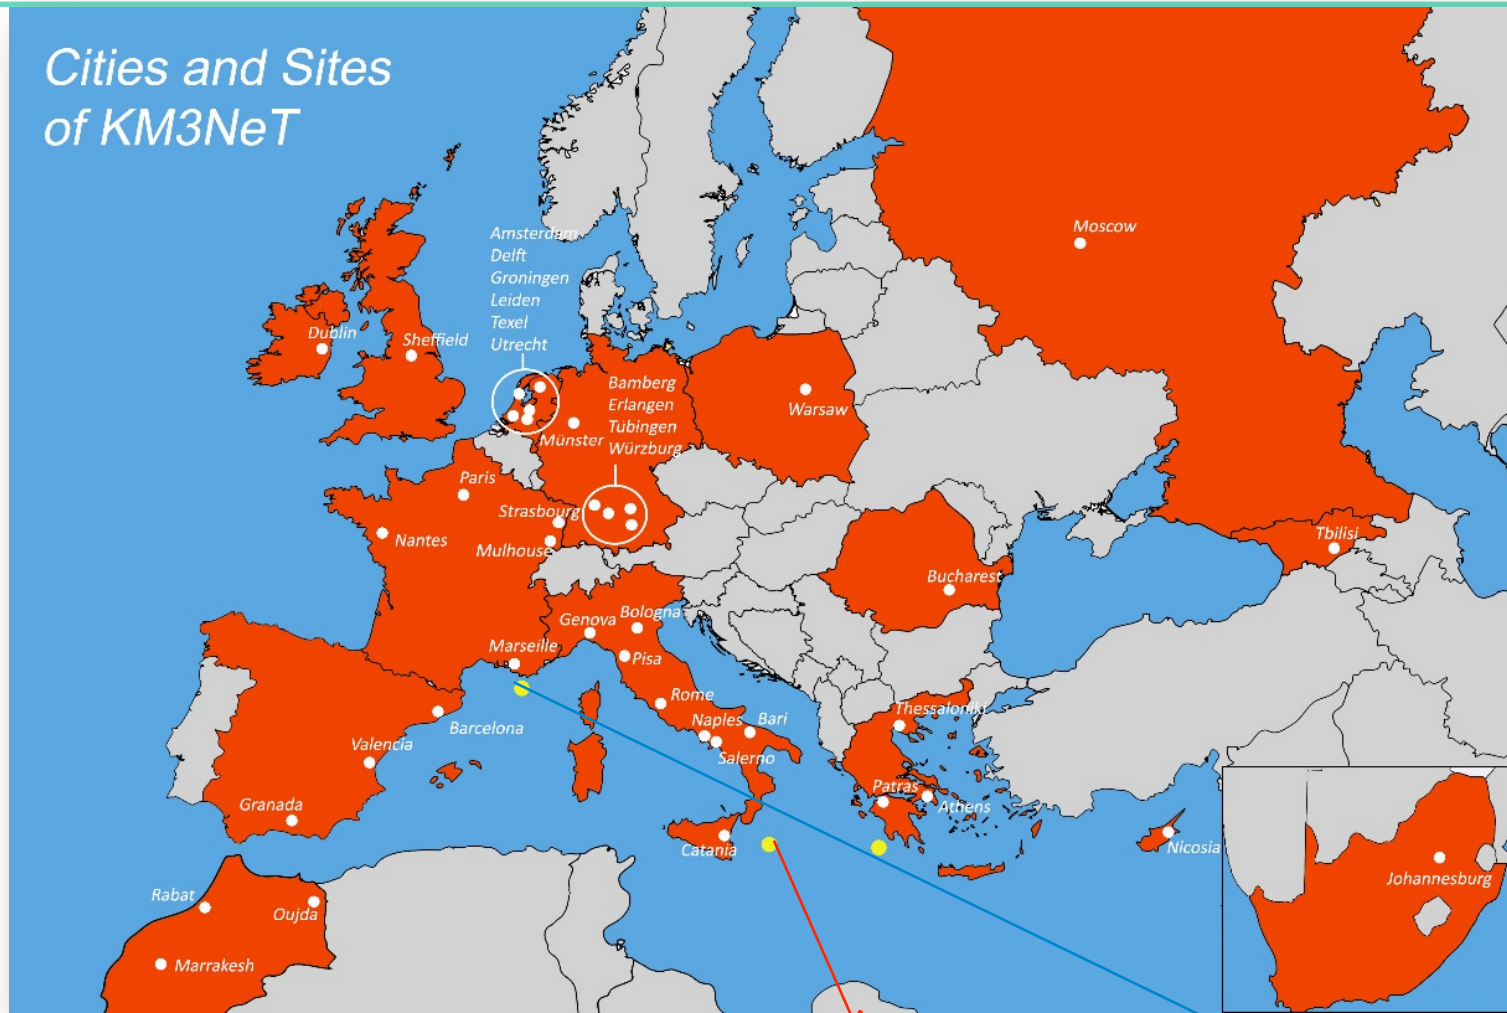 Cities and Sites
of KM3NeT
Amsterdam
Delft
Groningen
Leiden
Texel
Utrecht
Moscow
Dublin
Sheffield
Bamberg
Erlangen
Tübingen
Würzburg
Münster
Warsaw
Paris
Strasbourg
Nantes
Mulhouse
Tbilisi
Bucharest
Genova
Bologna
Marseille
Pisa
Rome
Naples
Bari
Salerno
Thessaloniki
Barcelona
Valencia
Granada
Patras
Athens
Catania
Nicosia
Johannesburg
Rabat
Oujda
Marrakesh